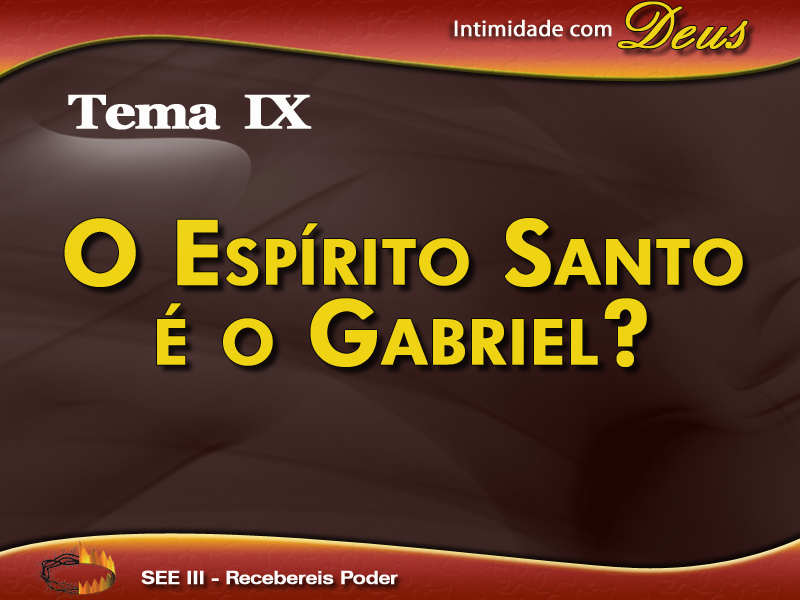 Intimidade com Deus
Tema IX
O Espírito Santo
é o Gabriel?
SEE III - Recebereis Poder